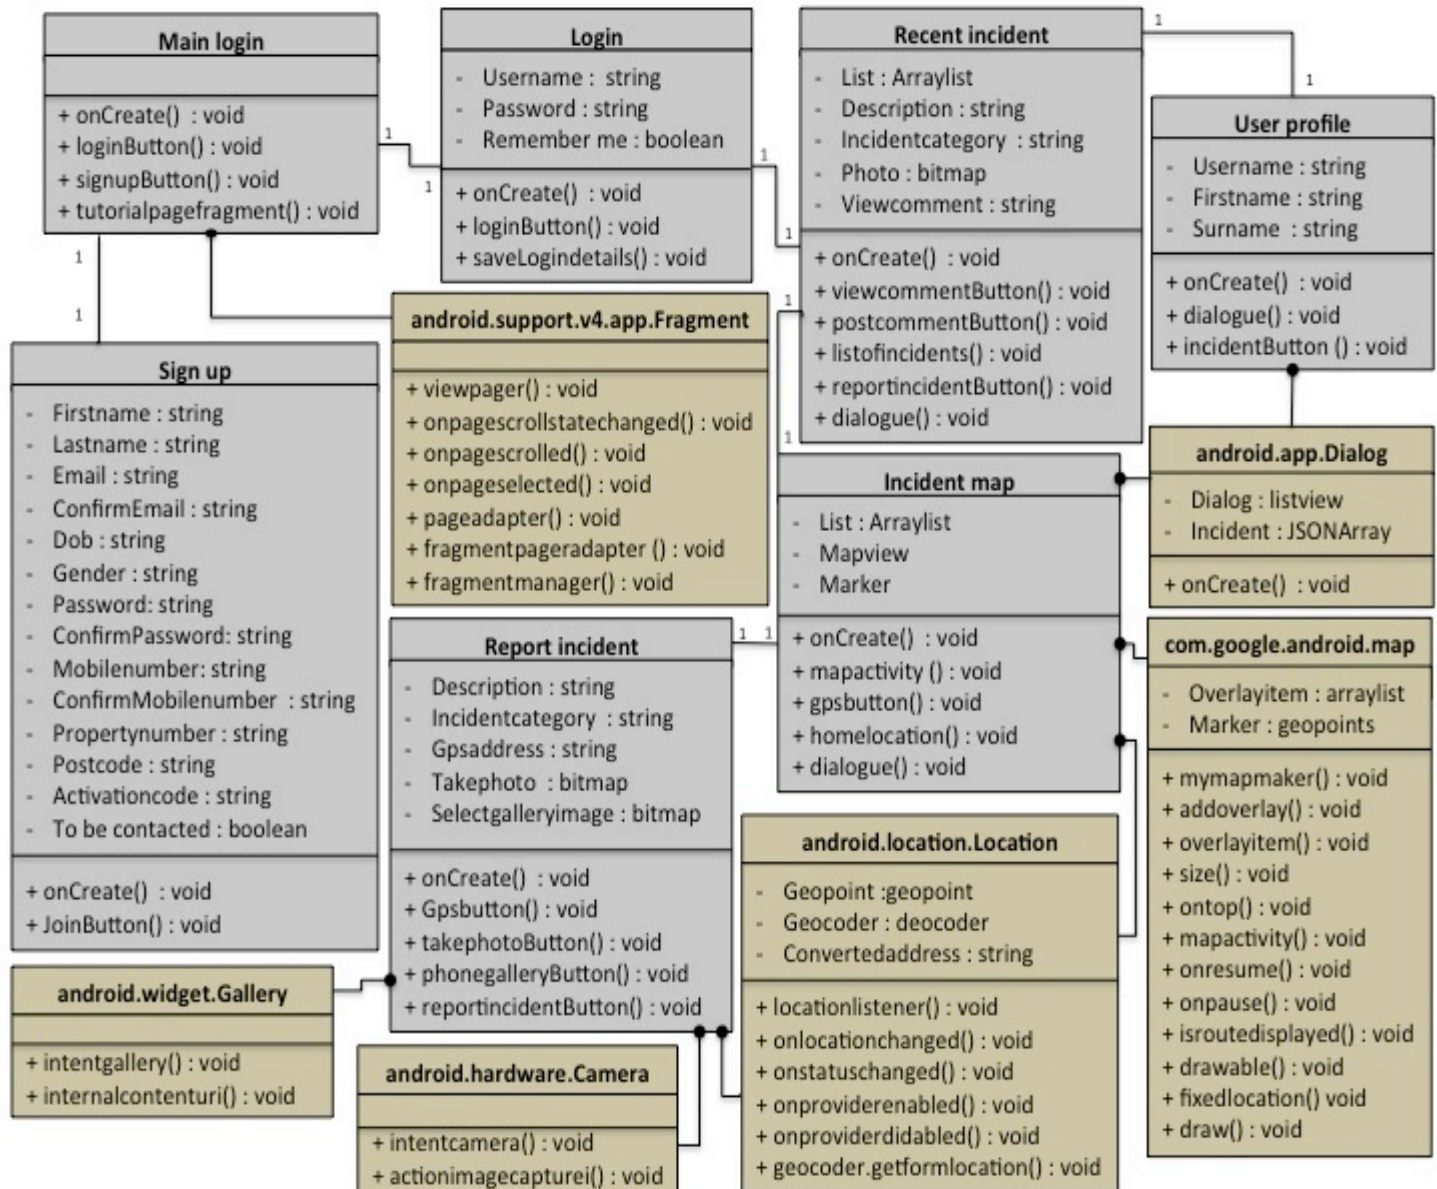 Main login
+ onCreate() : void
+ loginButton() : void
+ signupButton() : void
+ tutorialpagefragment() : void
1
1
Login
- Username : string
- Password : string
- Remember me : boolean
+ onCreate() : void
+ loginButton() : void
+ saveLogindetails() : void
1
1
Recent incident
- List : Arraylist
- Description : string
- Incidentcategory : string
- Photo : bitmap
- Viewcomment : string
+ onCreate() : void
+ viewcommentButton() : void
+ postcommentButton() : void
+ listofincidents() : void
+ reportincidentButton() : void
+ dialogue() : void
1
1
User profile
- Username : string
- Firstname : string
- Surname : string
+ onCreate() : void
+ dialogue() : void
+ incidentButton () : void
1
1
Sign up
- Firstname : string
- Lastname : string
- Email : string
- ConfirmEmail : string
- Dob : string
- Gender : string
- Password: string
- ConfirmPassword: string
- Mobilenumber: string
- ConfirmMobilenumber : string
- Propertynumber : string
- Postcode : string
- Activationcode : string
- To be contacted : boolean
+ onCreate() : void
+ JoinButton() : void
android.support.v4.app.Fragment
+ viewpager() : void
+ onpagescrollstatechanged() : void
+ onpagescrolled() : void
+ onpageselected() : void
+ pageadapter() : void
+ fragmentpageradapter () : void
+ fragmentmanager() : void
1
1
Incident map
- List : Arraylist
- Mapview
- Marker
+ onCreate() : void
+ mapactivity () : void
+ gpsbutton() : void
+ homelocation() : void
+ dialogue() : void
android.app.Dialog
- Dialog : listview
- Incident : JSONArray
+ onCreate() : void
1 1
Report incident
- Description : string
- Incidentcategory : string
- Gpsaddress : string
- Takephoto : bitmap
- Selectgalleryimage : bitmap
+ onCreate() : void
+ Gpsbutton() : void
+ takephotoButton() : void
+ phonegalleryButton() : void
+ reportincidentButton() : void
com.google.android.map
- Overlayitem : arraylist
- Marker : geopoints
+ mymapmaker() : void
+ addoverlay() : void
+ overlayitem() : void
+ size() : void
+ ontop() : void
+ mapactivity() : void
+ onresume() : void
+ onpause() : void
+ isroutedisplayed() : void
+ drawable() : void
+ fixedlocation() void
+ draw() : void
android.location.Location
- Geopoint :geopoint
- Geocoder : deocoder
- Convertedaddress : string
+ locationlistener() : void
+ onlocationchanged() : void
+ onstatuschanged() : void
+ onproviderenabled() : void
+ onproviderdidabled() : void
+ geocoder.getformlocation() : void
android.widget.Gallery
+ intentgallery() : void
+ internalcontenturi() : void
android.hardware.Camera
+ intentcamera() : void
+ actionimagecapturei() : void